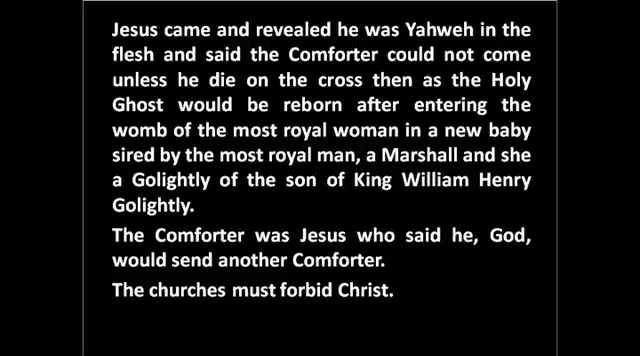 Jesus came and revealed he was Yahweh in the
flesh and said the Comforter could not come
unless he die on the cross then as the Holy
Ghost would be reborn after entering the
womb of the most royal woman in a new baby
sired by the most royal man, a Marshall and she
a Golightly of the son of King William Henry
Golightly.
The Comforter was Jesus who said he, God,
would send another Comforter.
The churches must forbid Christ.